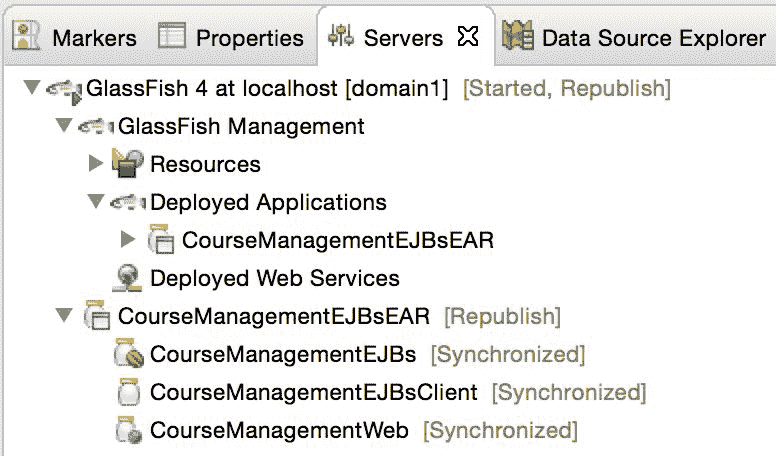 Markers Properties Servers Data Source Explorer
GlassFish 4 at localhost [domain1] [Started, Republish]
GlassFish Management
Resources
Deployed Applications
CourseManagementEJBsEAR
Deployed Web Services
CourseManagementEJBsEAR [Republish]
CourseManagementEJBs [Synchronized]
CourseManagementEJBsClient [Synchronized]
CourseManagementWeb [Synchronized]